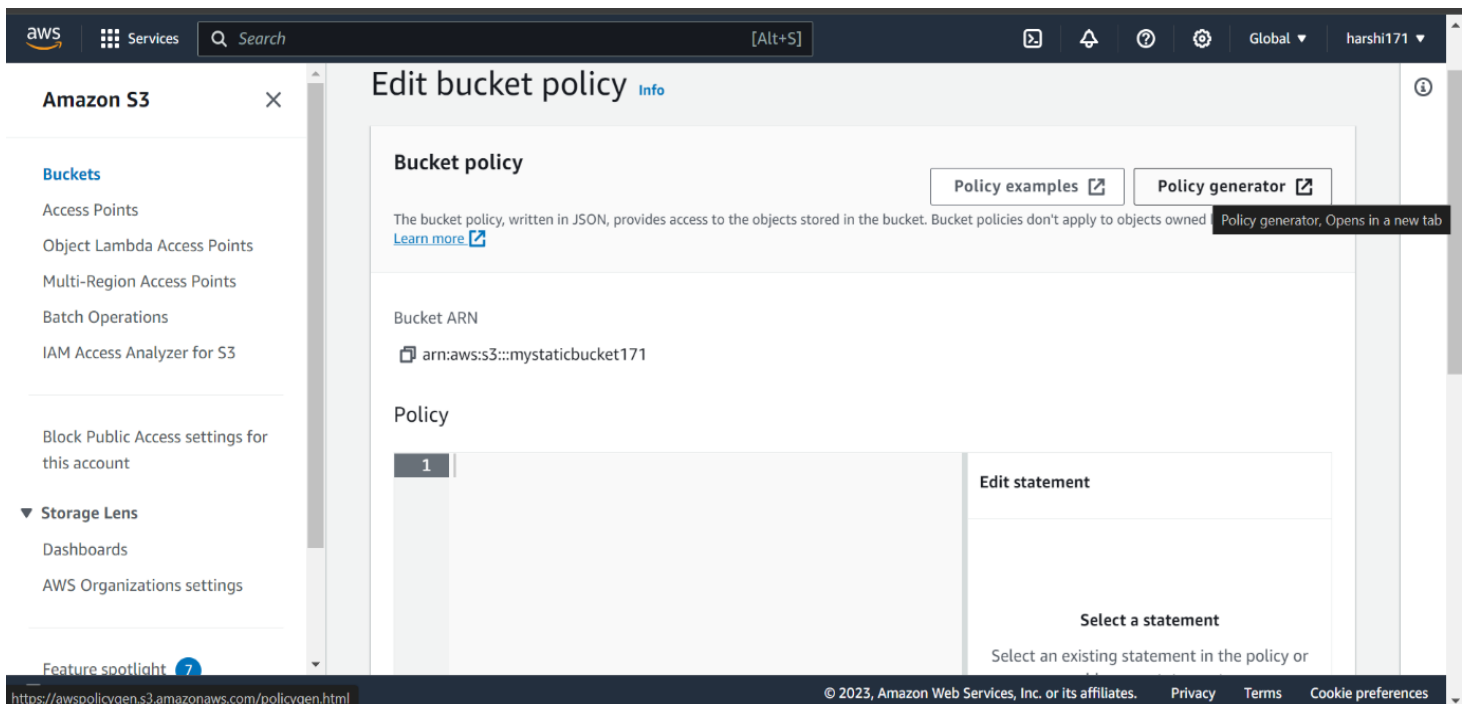 aws Services Search [Alt+S] Global ▼ harshi171 ▼
Amazon S3
Buckets
Access Points
Object Lambda Access Points
Multi-Region Access Points
Batch Operations
IAM Access Analyzer for S3
Block Public Access settings for
this account
▼ Storage Lens
Dashboards
AWS Organizations settings
Feature spotlight 7
https://awspolicygen.s3.amazonaws.com/policygen.html
Edit bucket policy Info
Bucket policy
Policy examples Policy generator
The bucket policy, written in JSON, provides access to the objects stored in the bucket. Bucket policies don't apply to objects owned
Policy generator, Opens in a new tab
Learn more
Bucket ARN
arn:aws:s3:::mystaticbucket171
Policy
1
Edit statement
Select a statement
Select an existing statement in the policy or
© 2023, Amazon Web Services, Inc. or its affiliates. Privacy Terms Cookie preferences